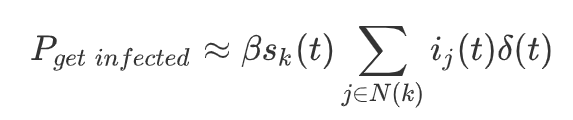 P_{get infected} ≈ βs_k(t) ∑_{j∈N(k)} i_j(t)δ(t)